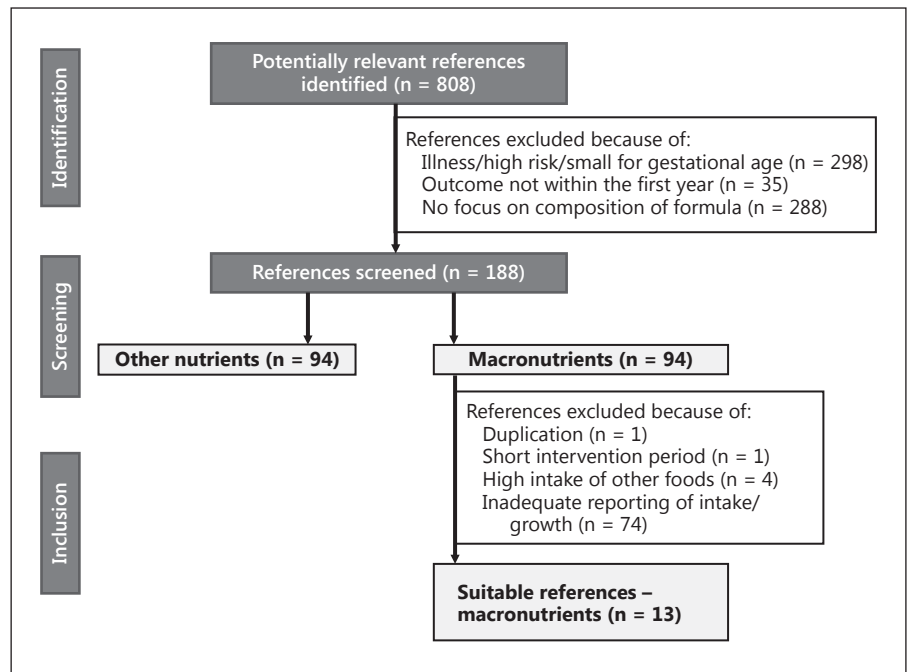 Identification
Potentially relevant references
identified (n = 808)
References excluded because of:
Illness/high risk/small for gestational age (n = 298)
Outcome not within the first year (n = 35)
No focus on composition of formula (n = 288)
Screening
References screened (n = 188)
Other nutrients (n = 94)
Macronutrients (n = 94)
References excluded because of:
Duplication (n = 1)
Short intervention period (n = 1)
High intake of other foods (n = 4)
Inadequate reporting of intake/
growth (n = 74)
Inclusion
Suitable references –
macronutrients (n = 13)